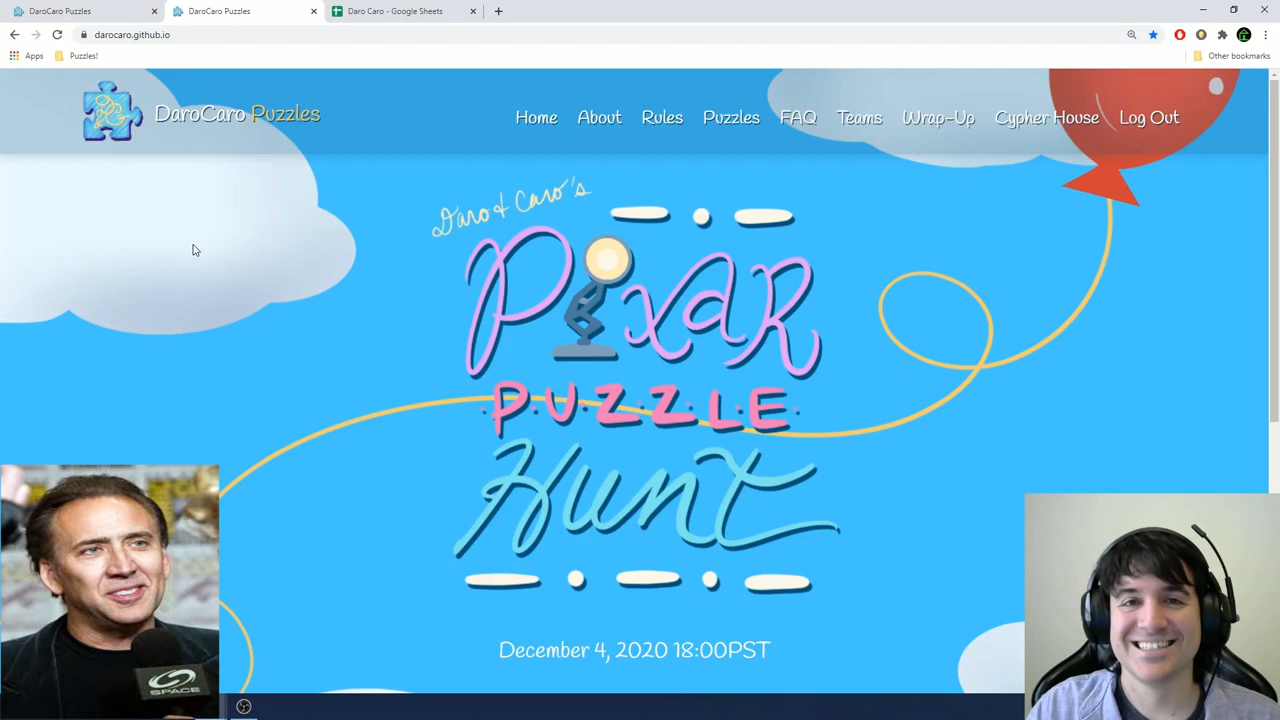 DaroCaro Puzzles
DaroCaro Puzzles
Daro Caro - Google Sheets
darocaro.github.io
Apps
Puzzles!
Other bookmarks
DaroCaro Puzzles
Home
About
Rules
Puzzles
FAQ
Teams
Wrap-Up
Cypher House
Log Out
Daro & Caro's
PixaR
PUZZLE
Hunt
December 4, 2020 18:00PST
SPACE